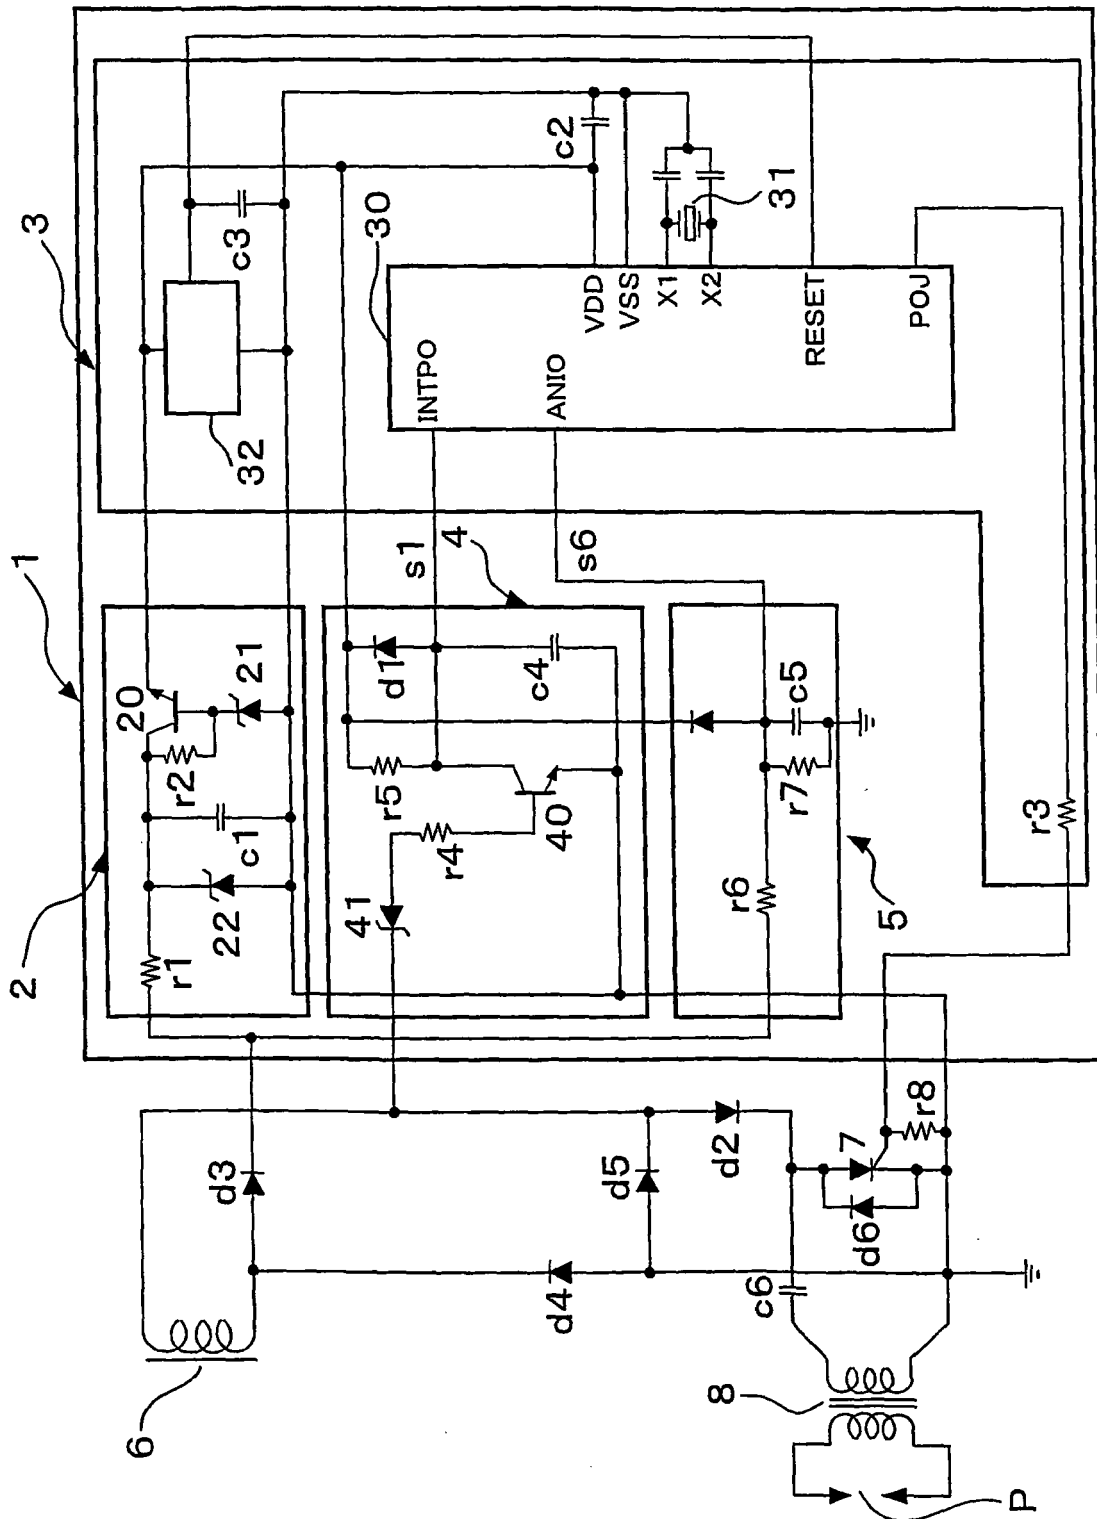 1
2
3
r1
22
c1
r2
20
21
32
c3
30
c2
INTPO
ANIO
VDD
VSS
X1
X2
RESET
POJ
31
s1
4
s6
d1
c4
r5
r4
40
41
r6
r7
c5
5
r3
6
d3
d4
d5
d2
7
d6
r8
c6
8
P